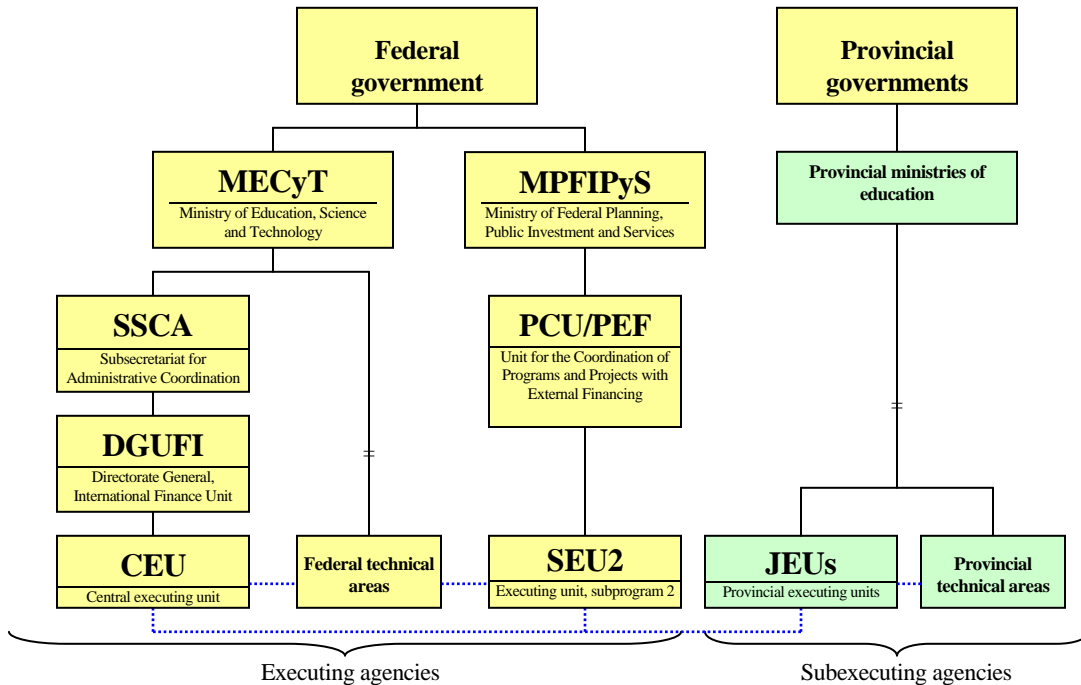 Federal
government
Provincial
governments
MECyT
Ministry of Education, Science
and Technology
MPFIPyS
Ministry of Federal Planning,
Public Investment and Services
Provincial ministries of
education
SSCA
Subsecretariat for
Administrative Coordination
PCU/PEF
Unit for the Coordination of
Programs and Projects with
External Financing
DGUFI
Directorate General,
International Finance Unit
CEU
Central executing unit
Federal technical
areas
SEU2
Executing unit, subprogram 2
JEUs
Provincial executing units
Provincial
technical areas
Executing agencies
Subexecuting agencies